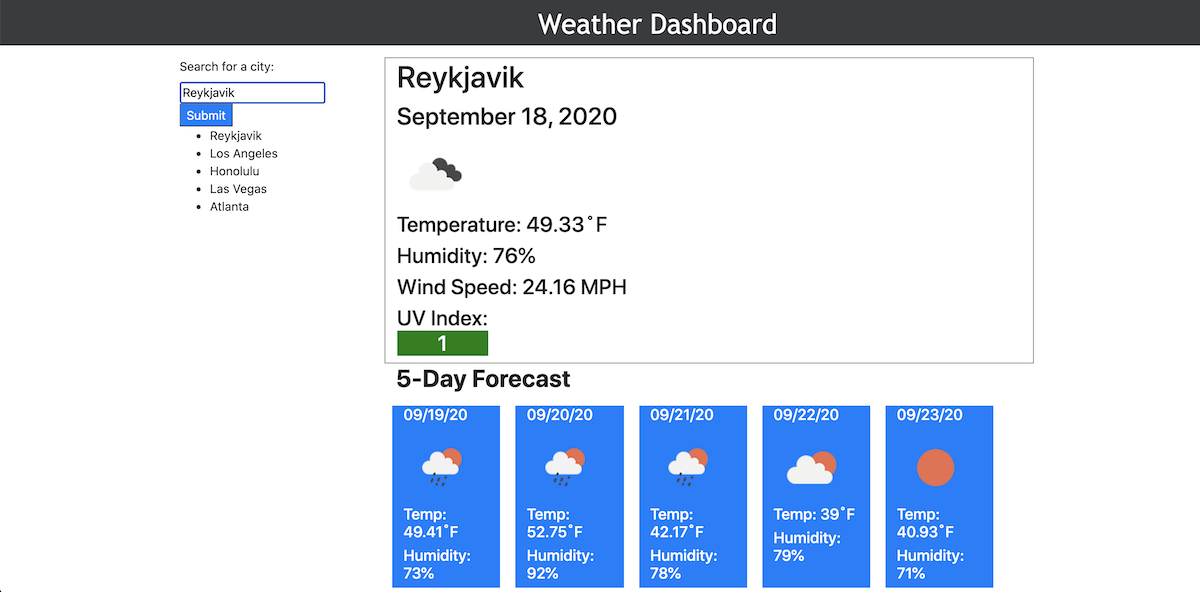 Weather Dashboard
Search for a city:
Reykjavik
Submit
Reykjavik
Los Angeles
Honolulu
Las Vegas
Atlanta
Reykjavik
September 18, 2020
Temperature: 49.33˚F
Humidity: 76%
Wind Speed: 24.16 MPH
UV Index:
1
5-Day Forecast
09/19/20
Temp:
49.41˚F
Humidity:
73%
09/20/20
Temp:
52.75˚F
Humidity:
92%
09/21/20
Temp:
42.17˚F
Humidity:
78%
09/22/20
Temp: 39˚F
Humidity:
79%
09/23/20
Temp:
40.93˚F
Humidity:
71%